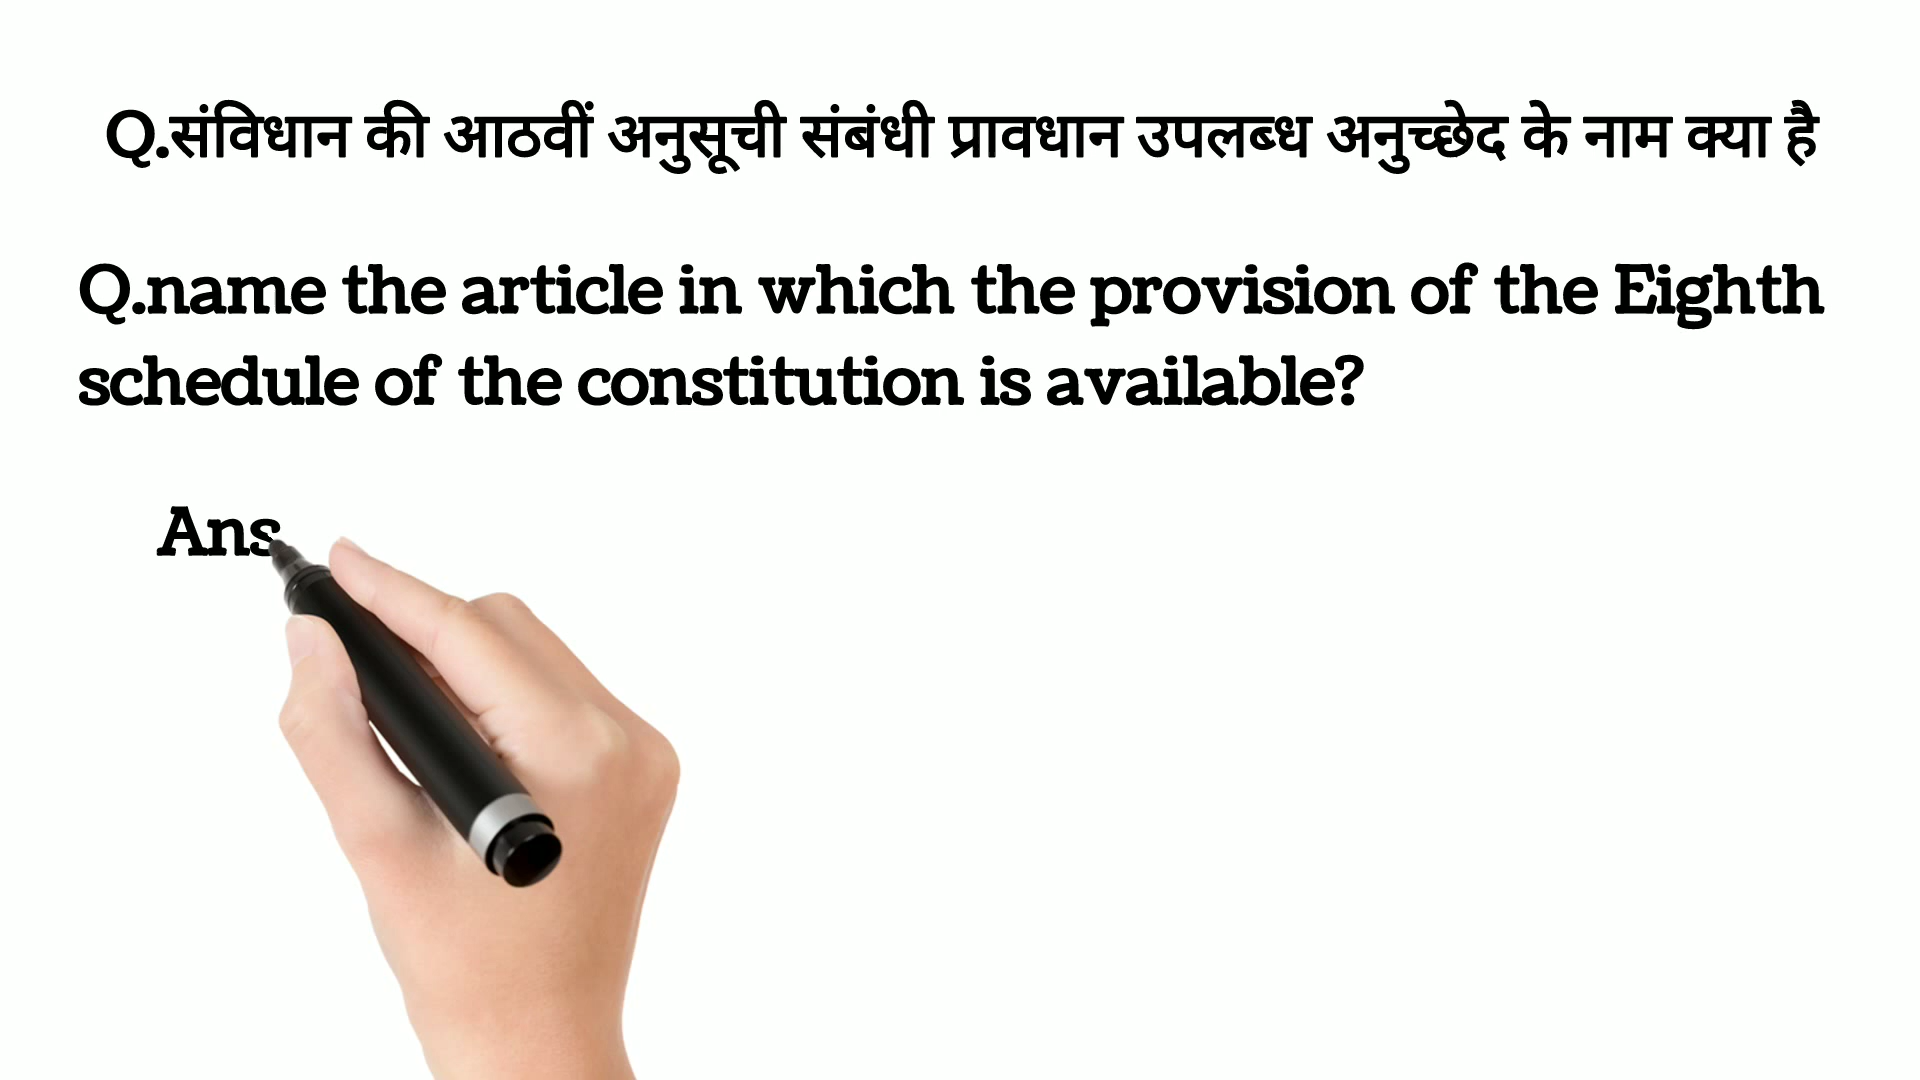 Q.संविधान की आठवीं अनुसूची संबंधी प्रावधान उपलब्ध अनुच्छेद के नाम क्या है
Q.name the article in which the provision of the Eighth
schedule of the constitution is available?
Ans